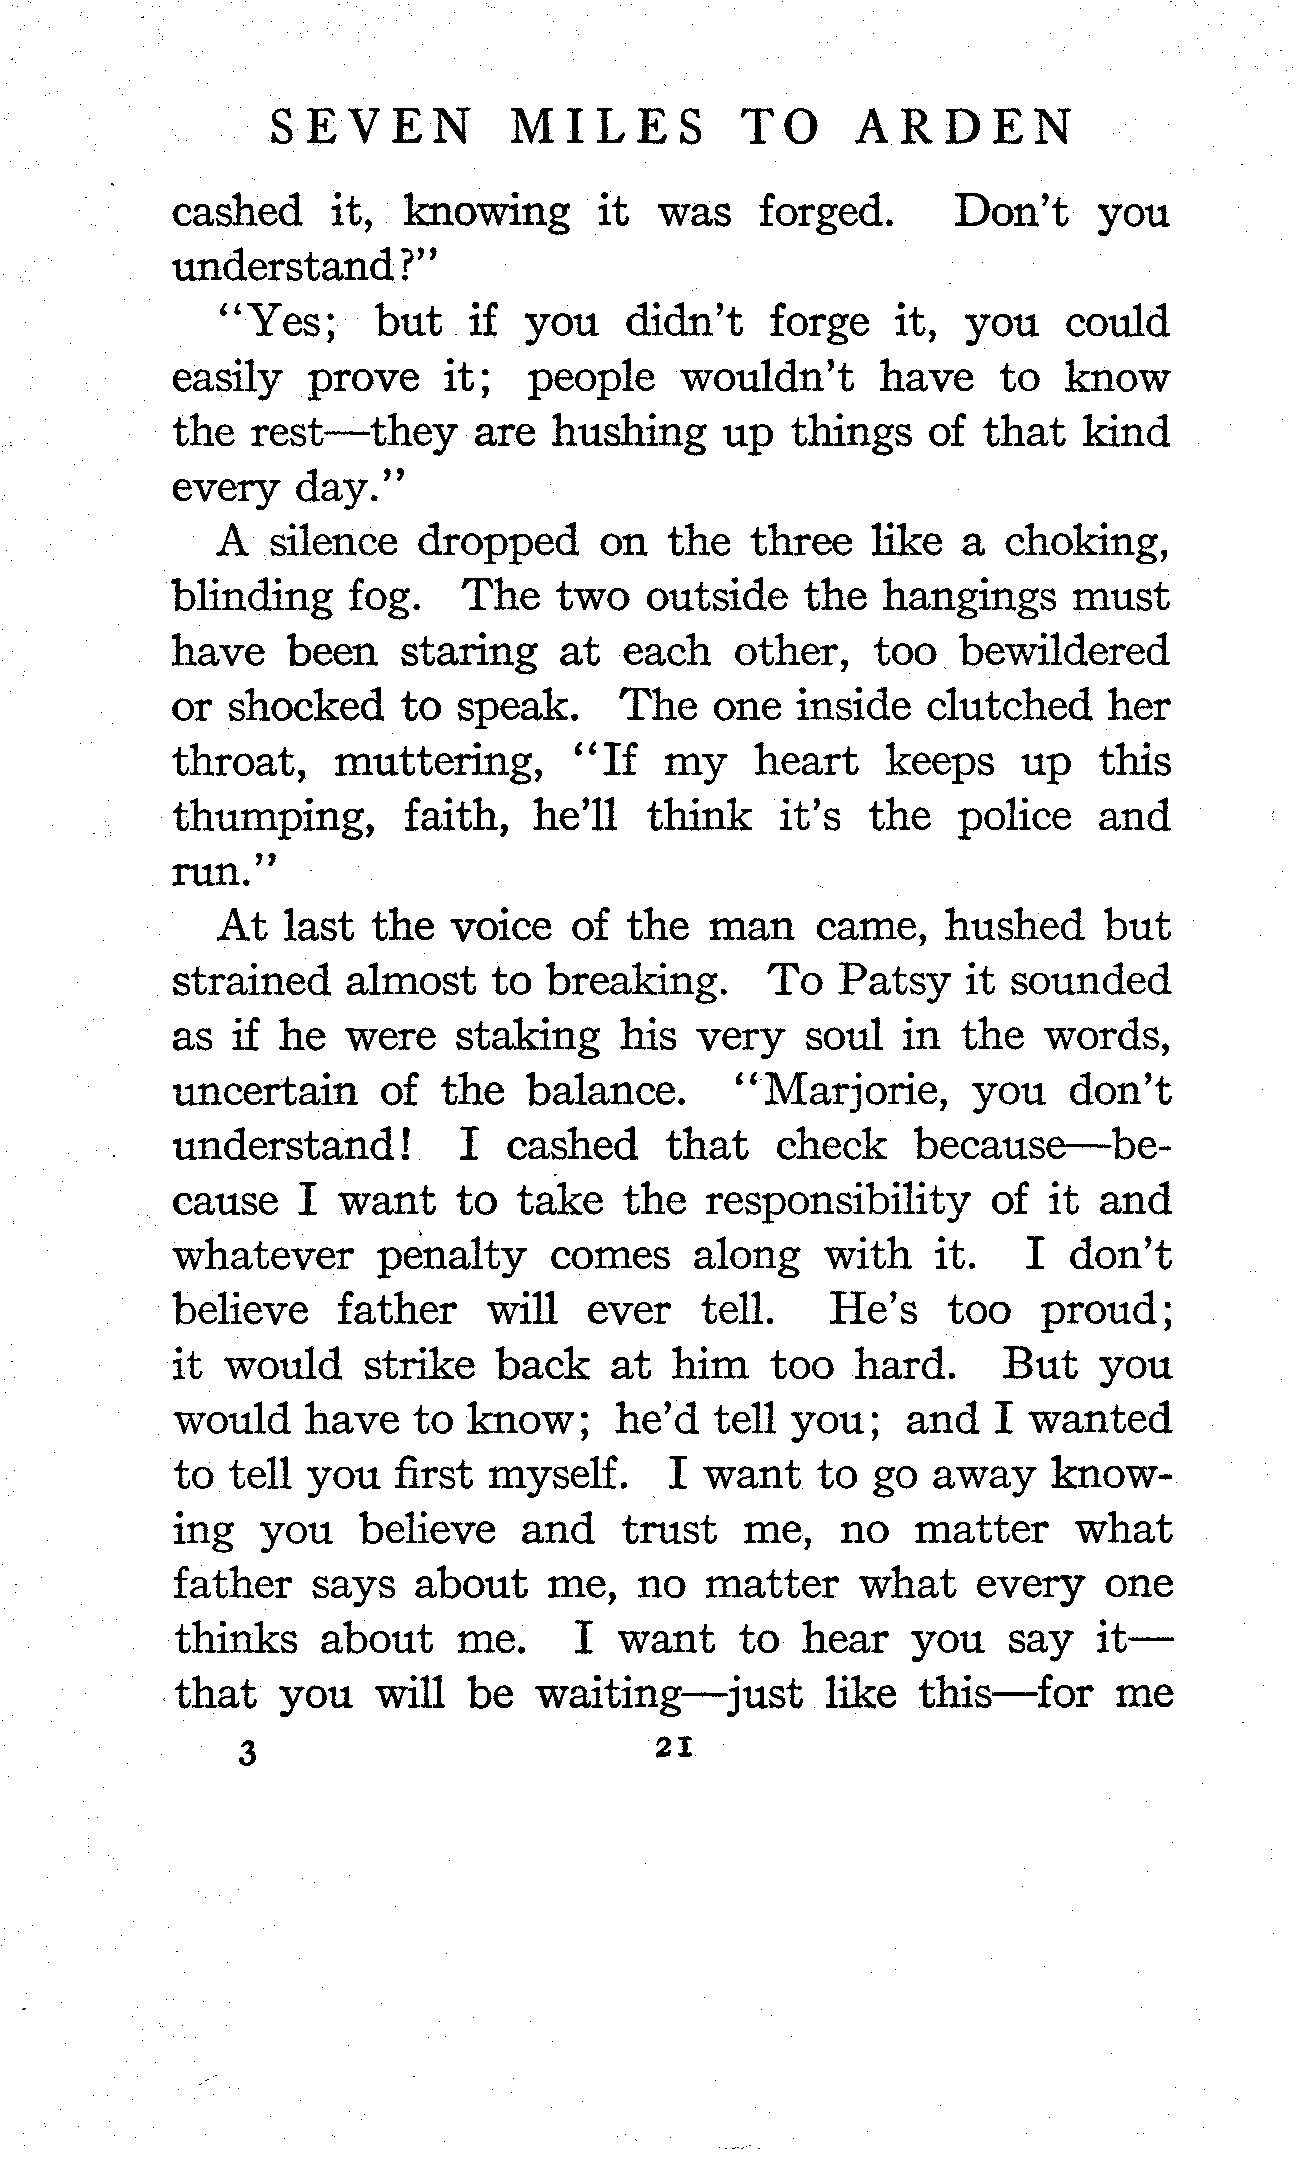 SEVEN MILES TO ARDEN
cashed it, knowing it was forged. Don't you
understand?"
"Yes; but if you didn't forge it, you could
easily prove it; people wouldn't have to know
the rest—they are hushing up things of that kind
every day."
A silence dropped on the three like a choking,
blinding fog. The two outside the hangings must
have been staring at each other, too bewildered
or shocked to speak. The one inside clutched her
throat, muttering, "If my heart keeps up this
thumping, faith, he'll think it's the police and
run."
At last the voice of the man came, hushed but
strained almost to breaking. To Patsy it sounded
as if he were staking his very soul in the words,
uncertain of the balance. "Marjorie, you don't
understand! I cashed that check because—be-
cause I want to take the responsibility of it and
whatever penalty comes along with it. I don't
believe father will ever tell. He's too proud;
it would strike back at him too hard. But you
would have to know; he'd tell you; and I wanted
to tell you first myself. I want to go away know-
ing you believe and trust me, no matter what
father says about me, no matter what every one
thinks about me. I want to hear you say it—
that you will be waiting—just like this—for me
3 21